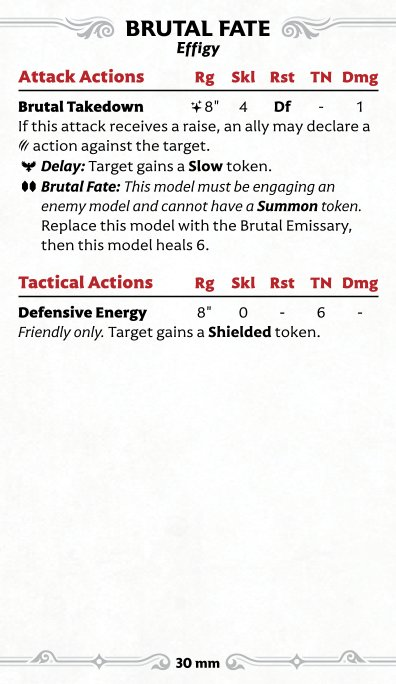 BRUTAL FATE
Effigy
Attack Actions Rg Skl Rst TN Dmg
Brutal Takedown 8" 4 Df - 1
If this attack receives a raise, an ally may declare a
action against the target.
Delay: Target gains a Slow token.
Brutal Fate: This model must be engaging an
enemy model and cannot have a Summon token.
Replace this model with the Brutal Emissary,
then this model heals 6.
Tactical Actions Rg Skl Rst TN Dmg
Defensive Energy 8" 0 - 6 -
Friendly only. Target gains a Shielded token.
30 mm